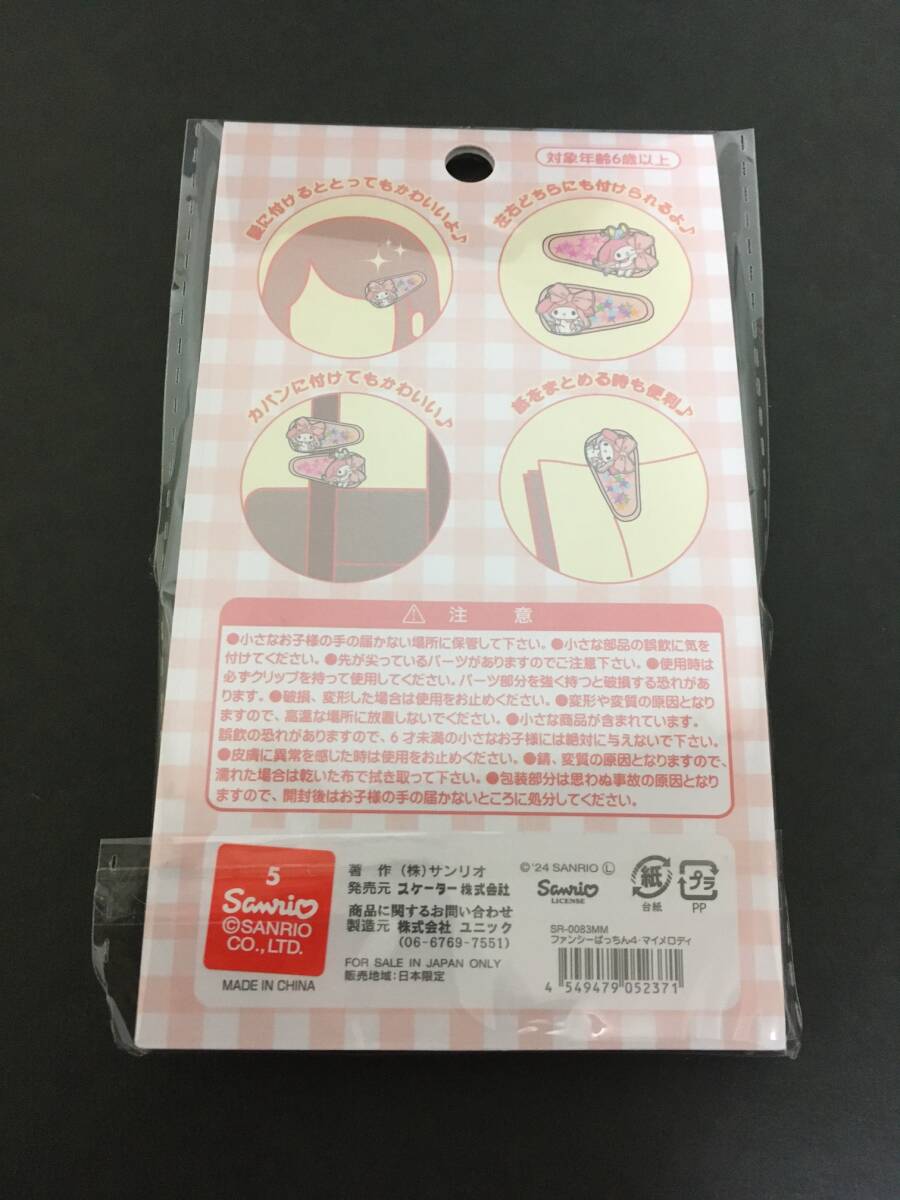 対象年齢6歳以上
髪に付けるととってもかわいいよ♪
左右どちらにも付けられるよ♪
カバンに付けてもかわいい♪
紙をまとめる時も便利♪
⚠ 注 意
●小さなお子様の手の届かない場所に保管して下さい。●小さな部品の誤飲に気を
付けてください。●先が尖っているパーツがありますのでご注意下さい。●使用時は
必ずクリップを持って使用してください。パーツ部分を強く持つと破損する恐れがあ
ります。●破損、変形した場合は使用をお止めください。●変形や変質の原因となり
ますので、高温な場所に放置しないでください。●小さな商品が含まれています。
誤飲の恐れがありますので、6才未満の小さなお子様には絶対に与えないで下さい。
●皮膚に異常を感じた時は使用をお止めください。●錆、変質の原因となりますので、
濡れた場合は乾いた布で拭き取って下さい。●包装部分は思わぬ事故の原因となり
ますので、開封後はお子様の手の届かないところに処分してください。
5
Sanrio
©SANRIO
CO.,LTD.
MADE IN CHINA
著 作 (株)サンリオ
発売元 スケーター株式会社
商品に関するお問い合わせ
製造元 株式会社 ユニック
(06-6769-7551)
FOR SALE IN JAPAN ONLY
販売地域:日本限定
©'24 SANRIO Ⓛ
Sanrio
LICENSE
紙
台紙
プラ
PP
SR-0083MM
ファンシーぱっちん4・マイメロディ
4 549479 052371